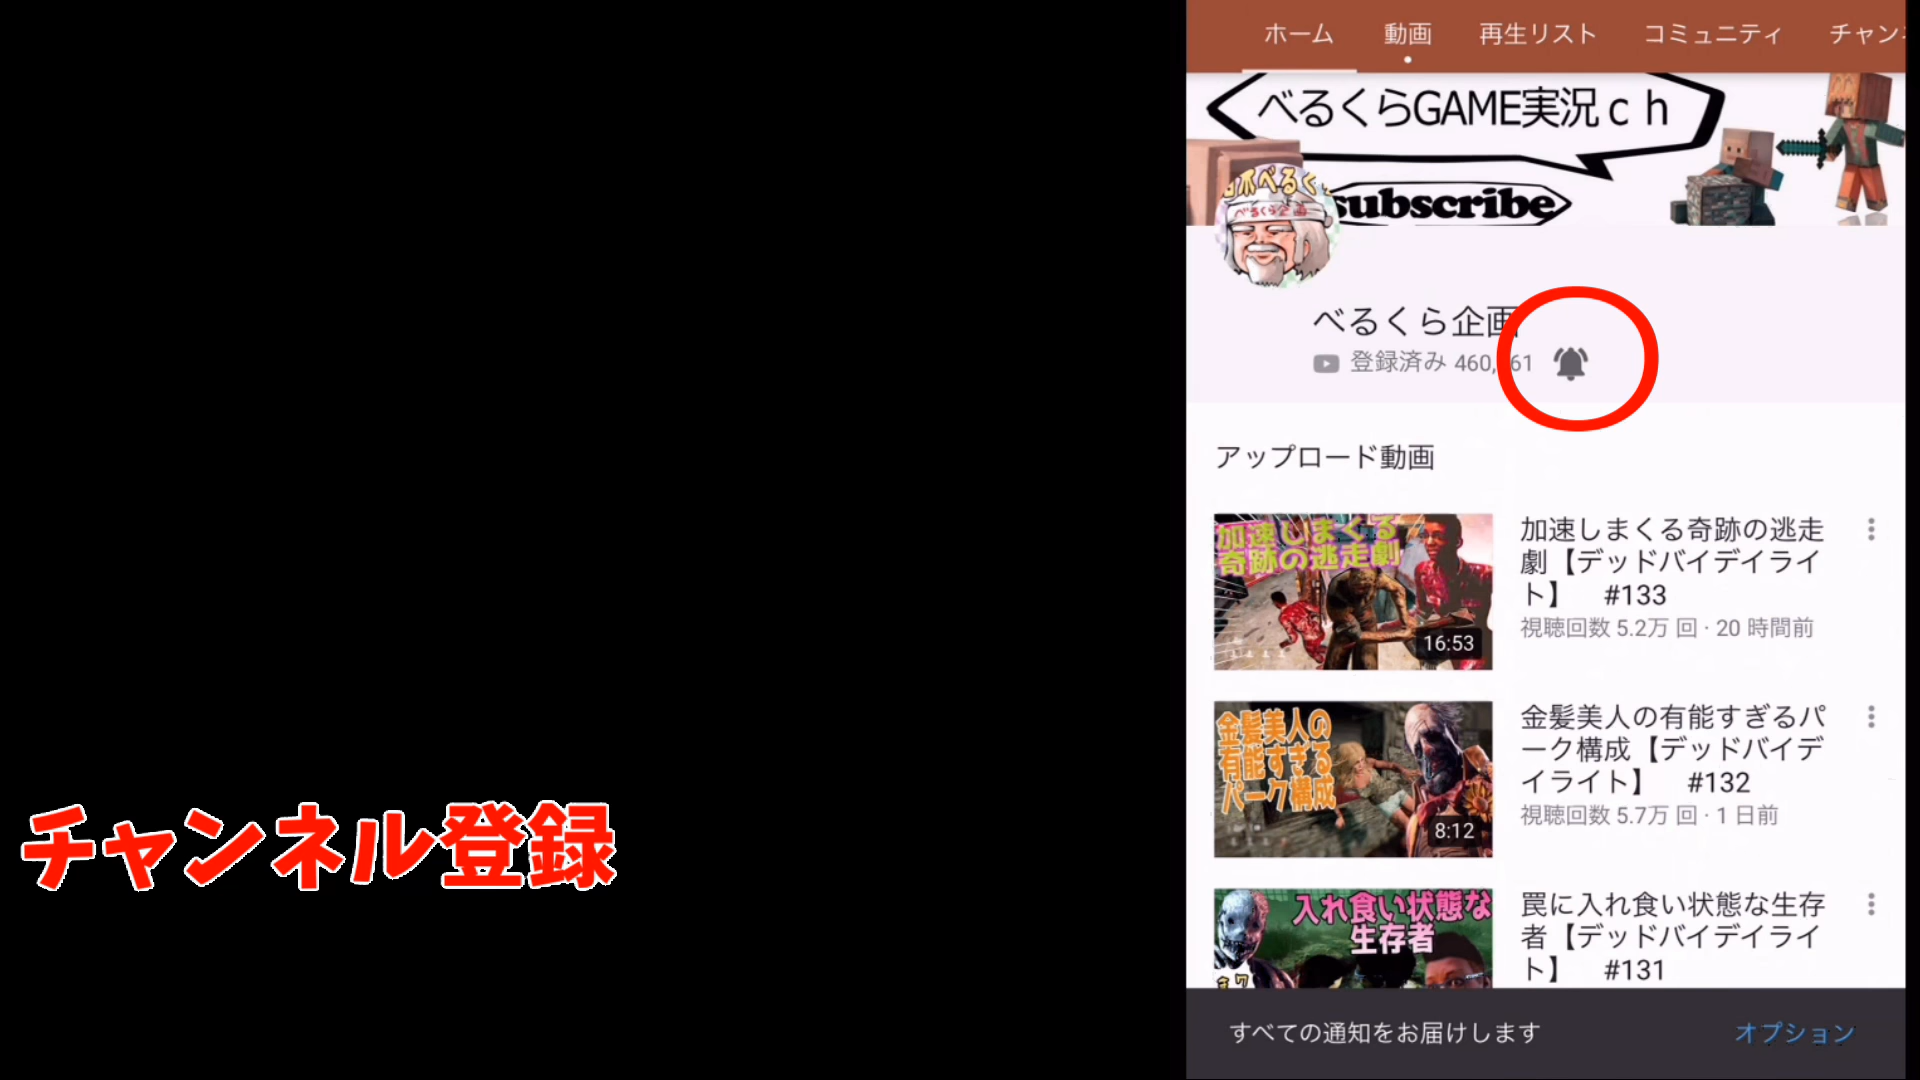 ホーム 動画 再生リスト コミュニティ チャン
べるくらGAME実況ｃｈ
subscribe
べるくら企画
べるくら企画
登録済み 460, 61
アップロード動画
加速しまくる
奇跡の逃走劇
16:53
加速しまくる奇跡の逃走
劇【デッドバイデイライ
ト】 #133
視聴回数 5.2万 回 · 20 時間前
金髪美人の
有能すぎる
パーク構成
8:12
金髪美人の有能すぎるパ
ーク構成【デッドバイデ
イライト】 #132
視聴回数 5.7万 回 · 1 日前
入れ食い状態な
生存者
罠に入れ食い状態な生存
者【デッドバイデイライ
ト】 #131
チャンネル登録
すべての通知をお届けします
オプション